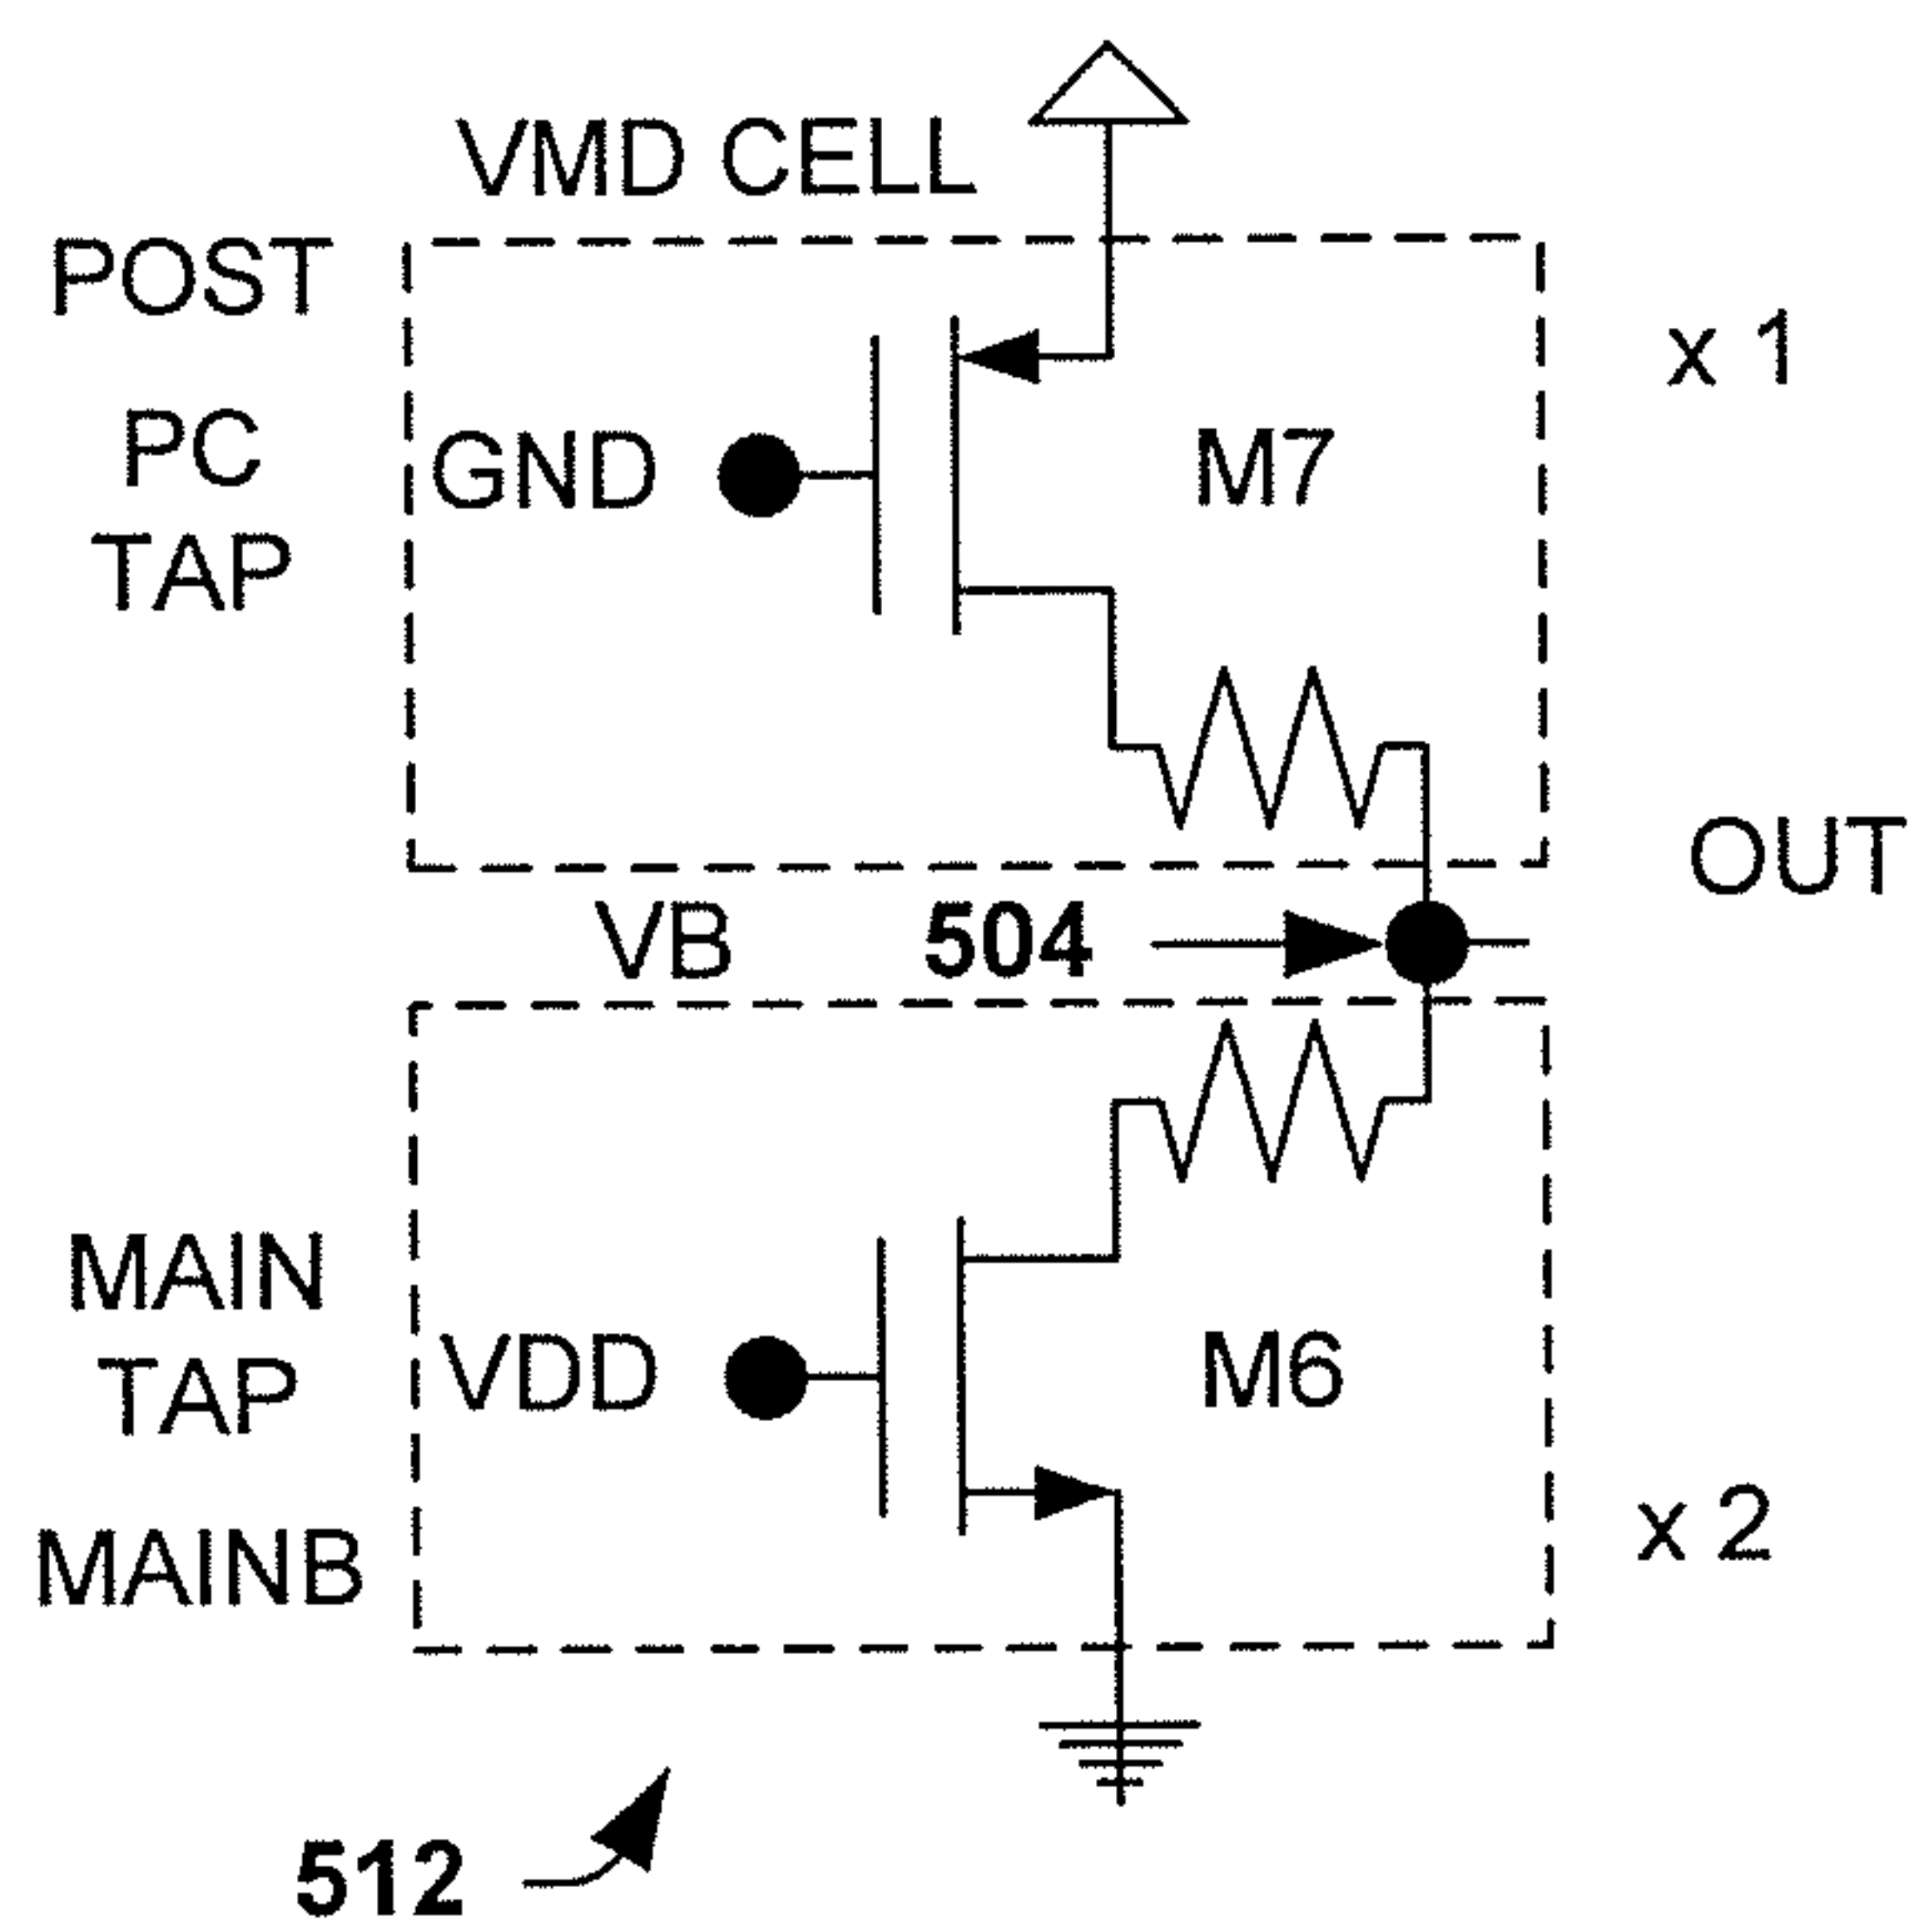 VMD CELL
POST
PC
TAP
GND
M7
x 1
OUT
VB
504
MAIN
TAP
MAINB
VDD
M6
x 2
512